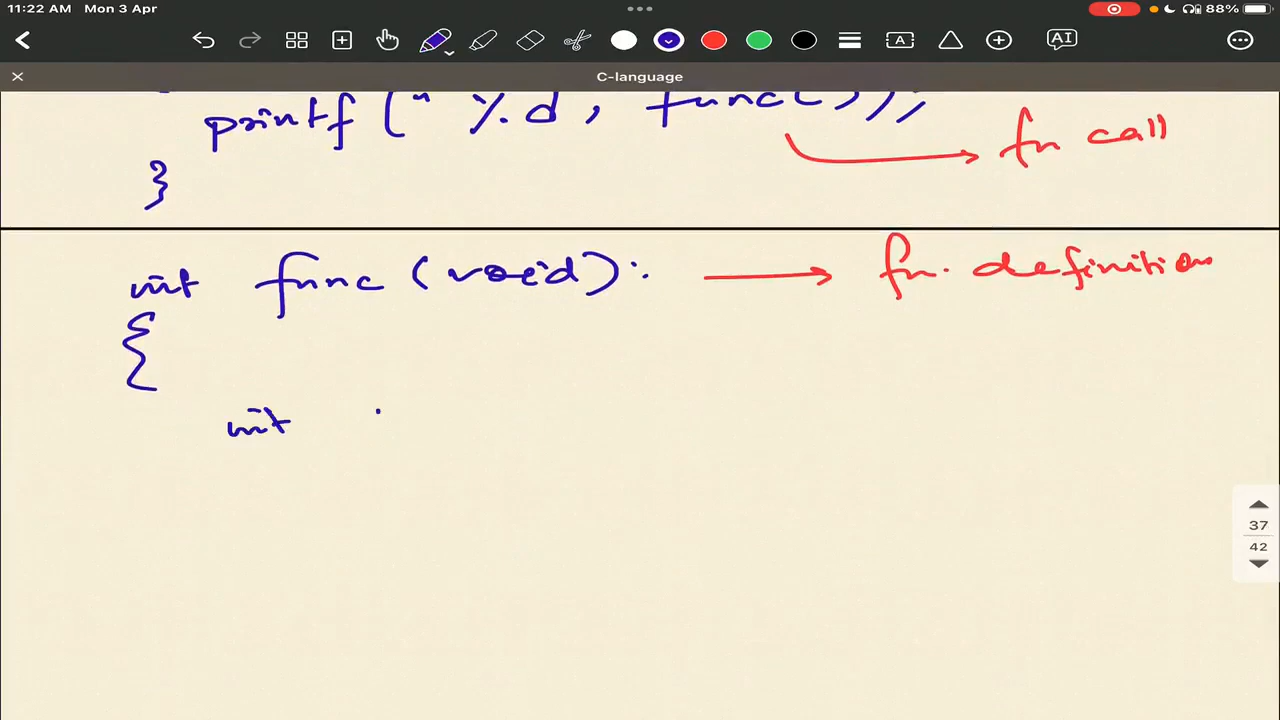 11:22 AM Mon 3 Apr
88%
A
AI
C-language
printf (" %d, func());
fn call
}
int func (void):
fn. definition
{
int
37
42